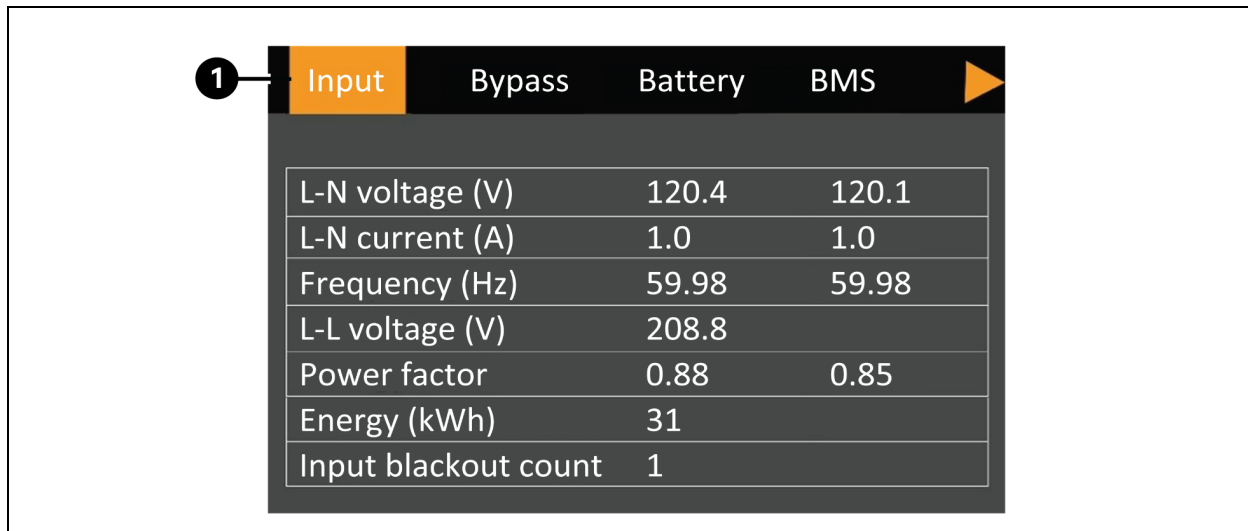 1 Input Bypass Battery BMS
L-N voltage (V) 120.4 120.1
L-N current (A) 1.0 1.0
Frequency (Hz) 59.98 59.98
L-L voltage (V) 208.8
Power factor 0.88 0.85
Energy (kWh) 31
Input blackout count 1